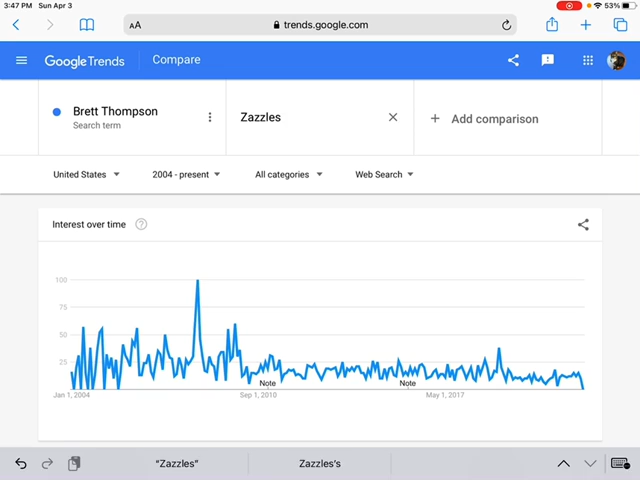 3:47 PM Sun Apr 3
53%
AA
trends.google.com
Google Trends
Compare
Brett Thompson
Search term
Zazzles
+ Add comparison
United States
2004 - present
All categories
Web Search
Interest over time
?
100
75
50
25
Note
Note
Jan 1, 2004
Sep 1, 2010
May 1, 2017
"Zazzles"
Zazzles's